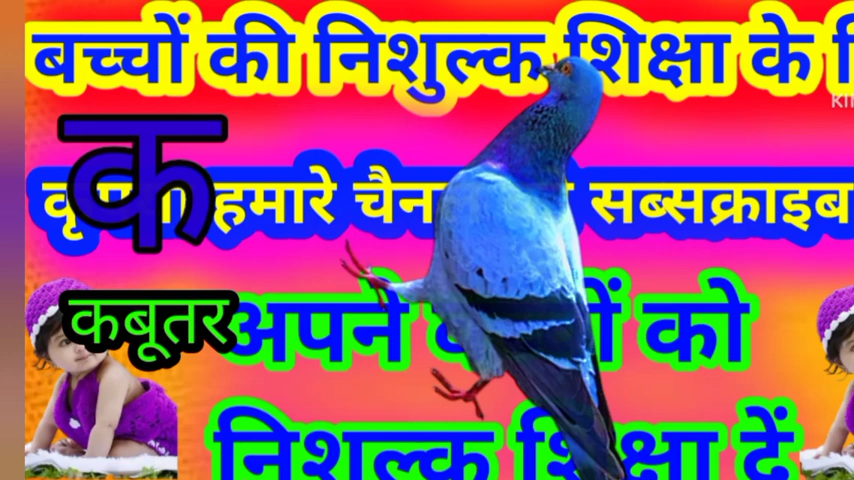 बच्चों की निशुल्क शिक्षा के
क
हमारे सब्सक्राइब
कबूतर
अपने को
निशुल्क शिक्षा दें